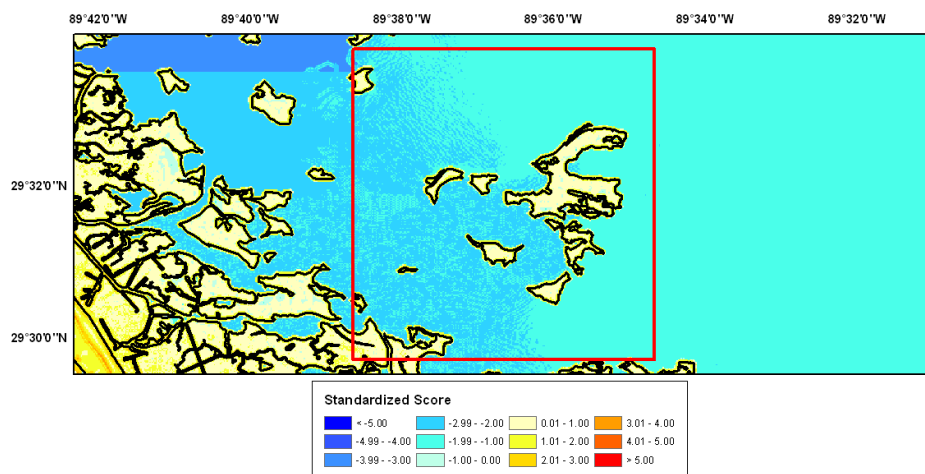 89°42'0"W 89°40'0"W 89°38'0"W 89°36'0"W 89°34'0"W 89°32'0"W
29°32'0"N
29°30'0"N
Standardized Score
< -5.00 -2.99 - -2.00 0.01 - 1.00 3.01 - 4.00
-4.99 - -4.00 -1.99 - -1.00 1.01 - 2.00 4.01 - 5.00
-3.99 - -3.00 -1.00 - 0.00 2.01 - 3.00 > 5.00